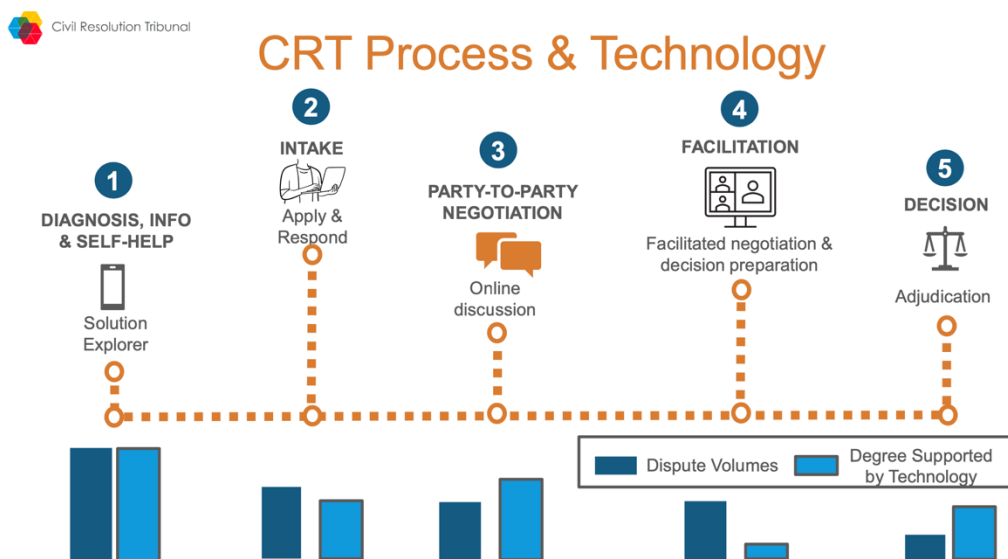 Civil Resolution Tribunal
CRT Process & Technology
1
DIAGNOSIS, INFO
& SELF-HELP
Solution
Explorer
2
INTAKE
Apply &
Respond
3
PARTY-TO-PARTY
NEGOTIATION
Online
discussion
4
FACILITATION
Facilitated negotiation &
decision preparation
5
DECISION
Adjudication
Dispute Volumes
Degree Supported
by Technology